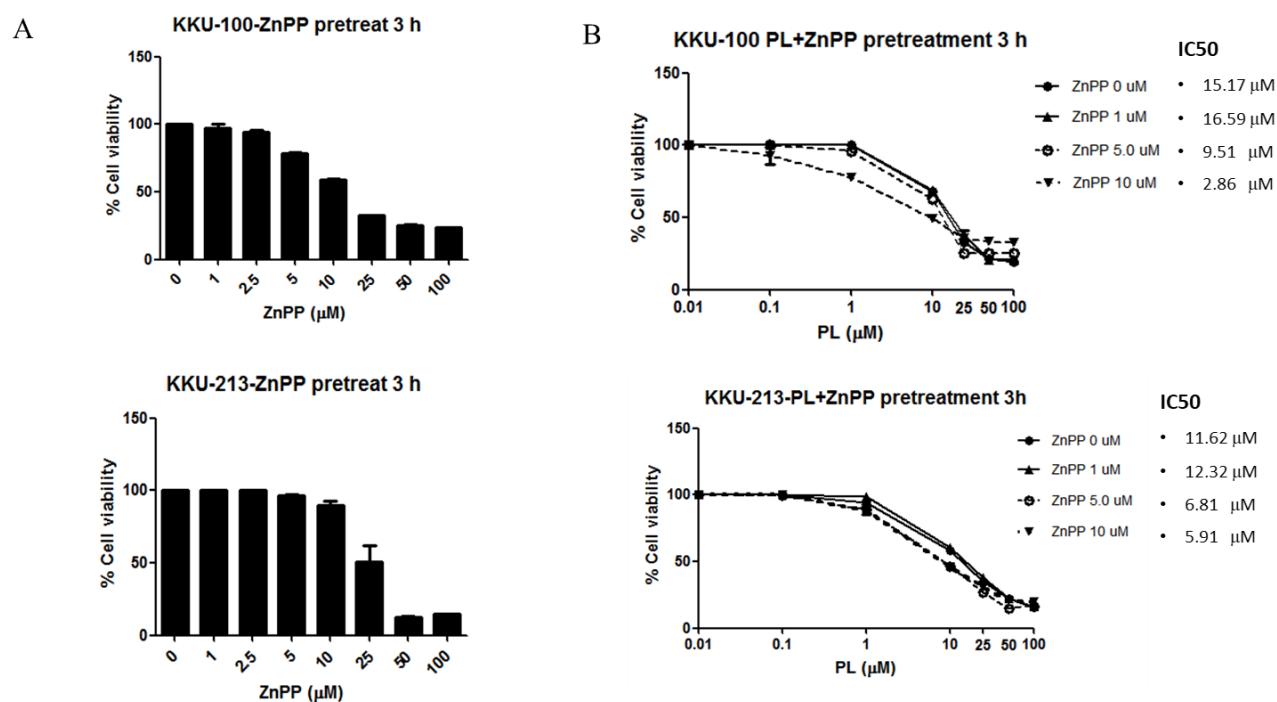 A
KKU-100-ZnPP pretreat 3 h
% Cell viability
150
100
50
0
0 1 2.5 5 10 25 50 100
ZnPP (μM)
KKU-213-ZnPP pretreat 3 h
% Cell viability
150
100
50
0
0 1 2.5 5 10 25 50 100
ZnPP (μM)
B
KKU-100 PL+ZnPP pretreatment 3 h
% Cell viability
150
100
50
0
0.01 0.1 1 10 25 50 100
PL (μM)
ZnPP 0 uM
ZnPP 1 uM
ZnPP 5.0 uM
ZnPP 10 uM
IC50
• 15.17 μM
• 16.59 μM
• 9.51 μM
• 2.86 μM
KKU-213-PL+ZnPP pretreatment 3h
% Cell viability
150
100
50
0
0.01 0.1 1 10 25 50 100
PL (μM)
ZnPP 0 uM
ZnPP 1 uM
ZnPP 5.0 uM
ZnPP 10 uM
IC50
• 11.62 μM
• 12.32 μM
• 6.81 μM
• 5.91 μM